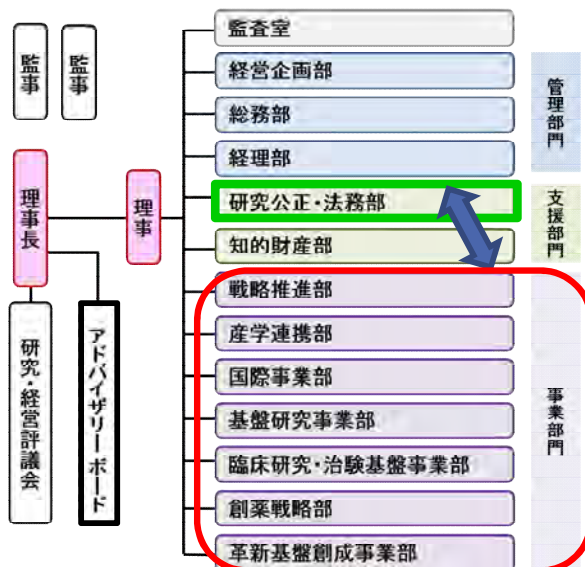 監事
監事
理事長
理事
研究・経営評議会
アドバイザリー ボード
監査室
経営企画部
総務部
経理部
研究公正・法務部
知的財産部
戦略推進部
産学連携部
国際事業部
基盤研究事業部
臨床研究・治験基盤事業部
創薬戦略部
革新基盤創成事業部
管理部門
支援部門
事業部門